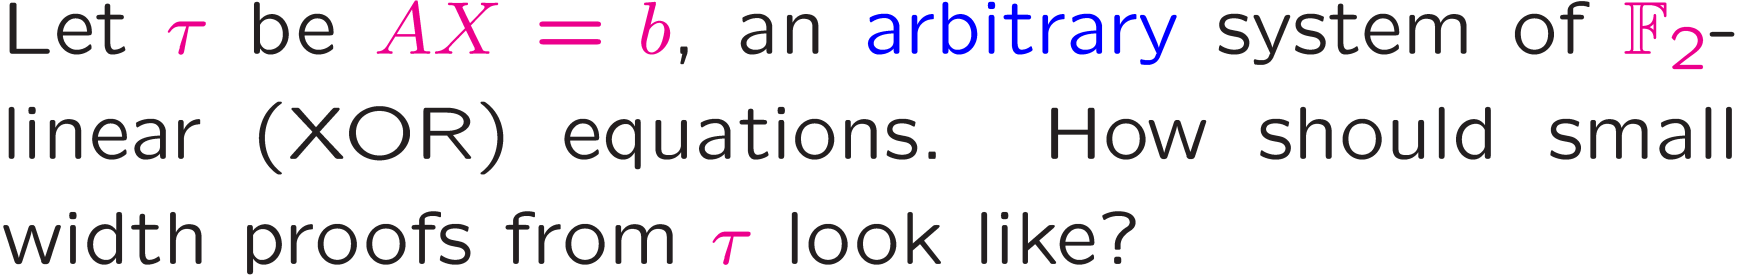 Let τ be AX = b, an arbitrary system of 𝔽₂-
linear (XOR) equations. How should small
width proofs from τ look like?